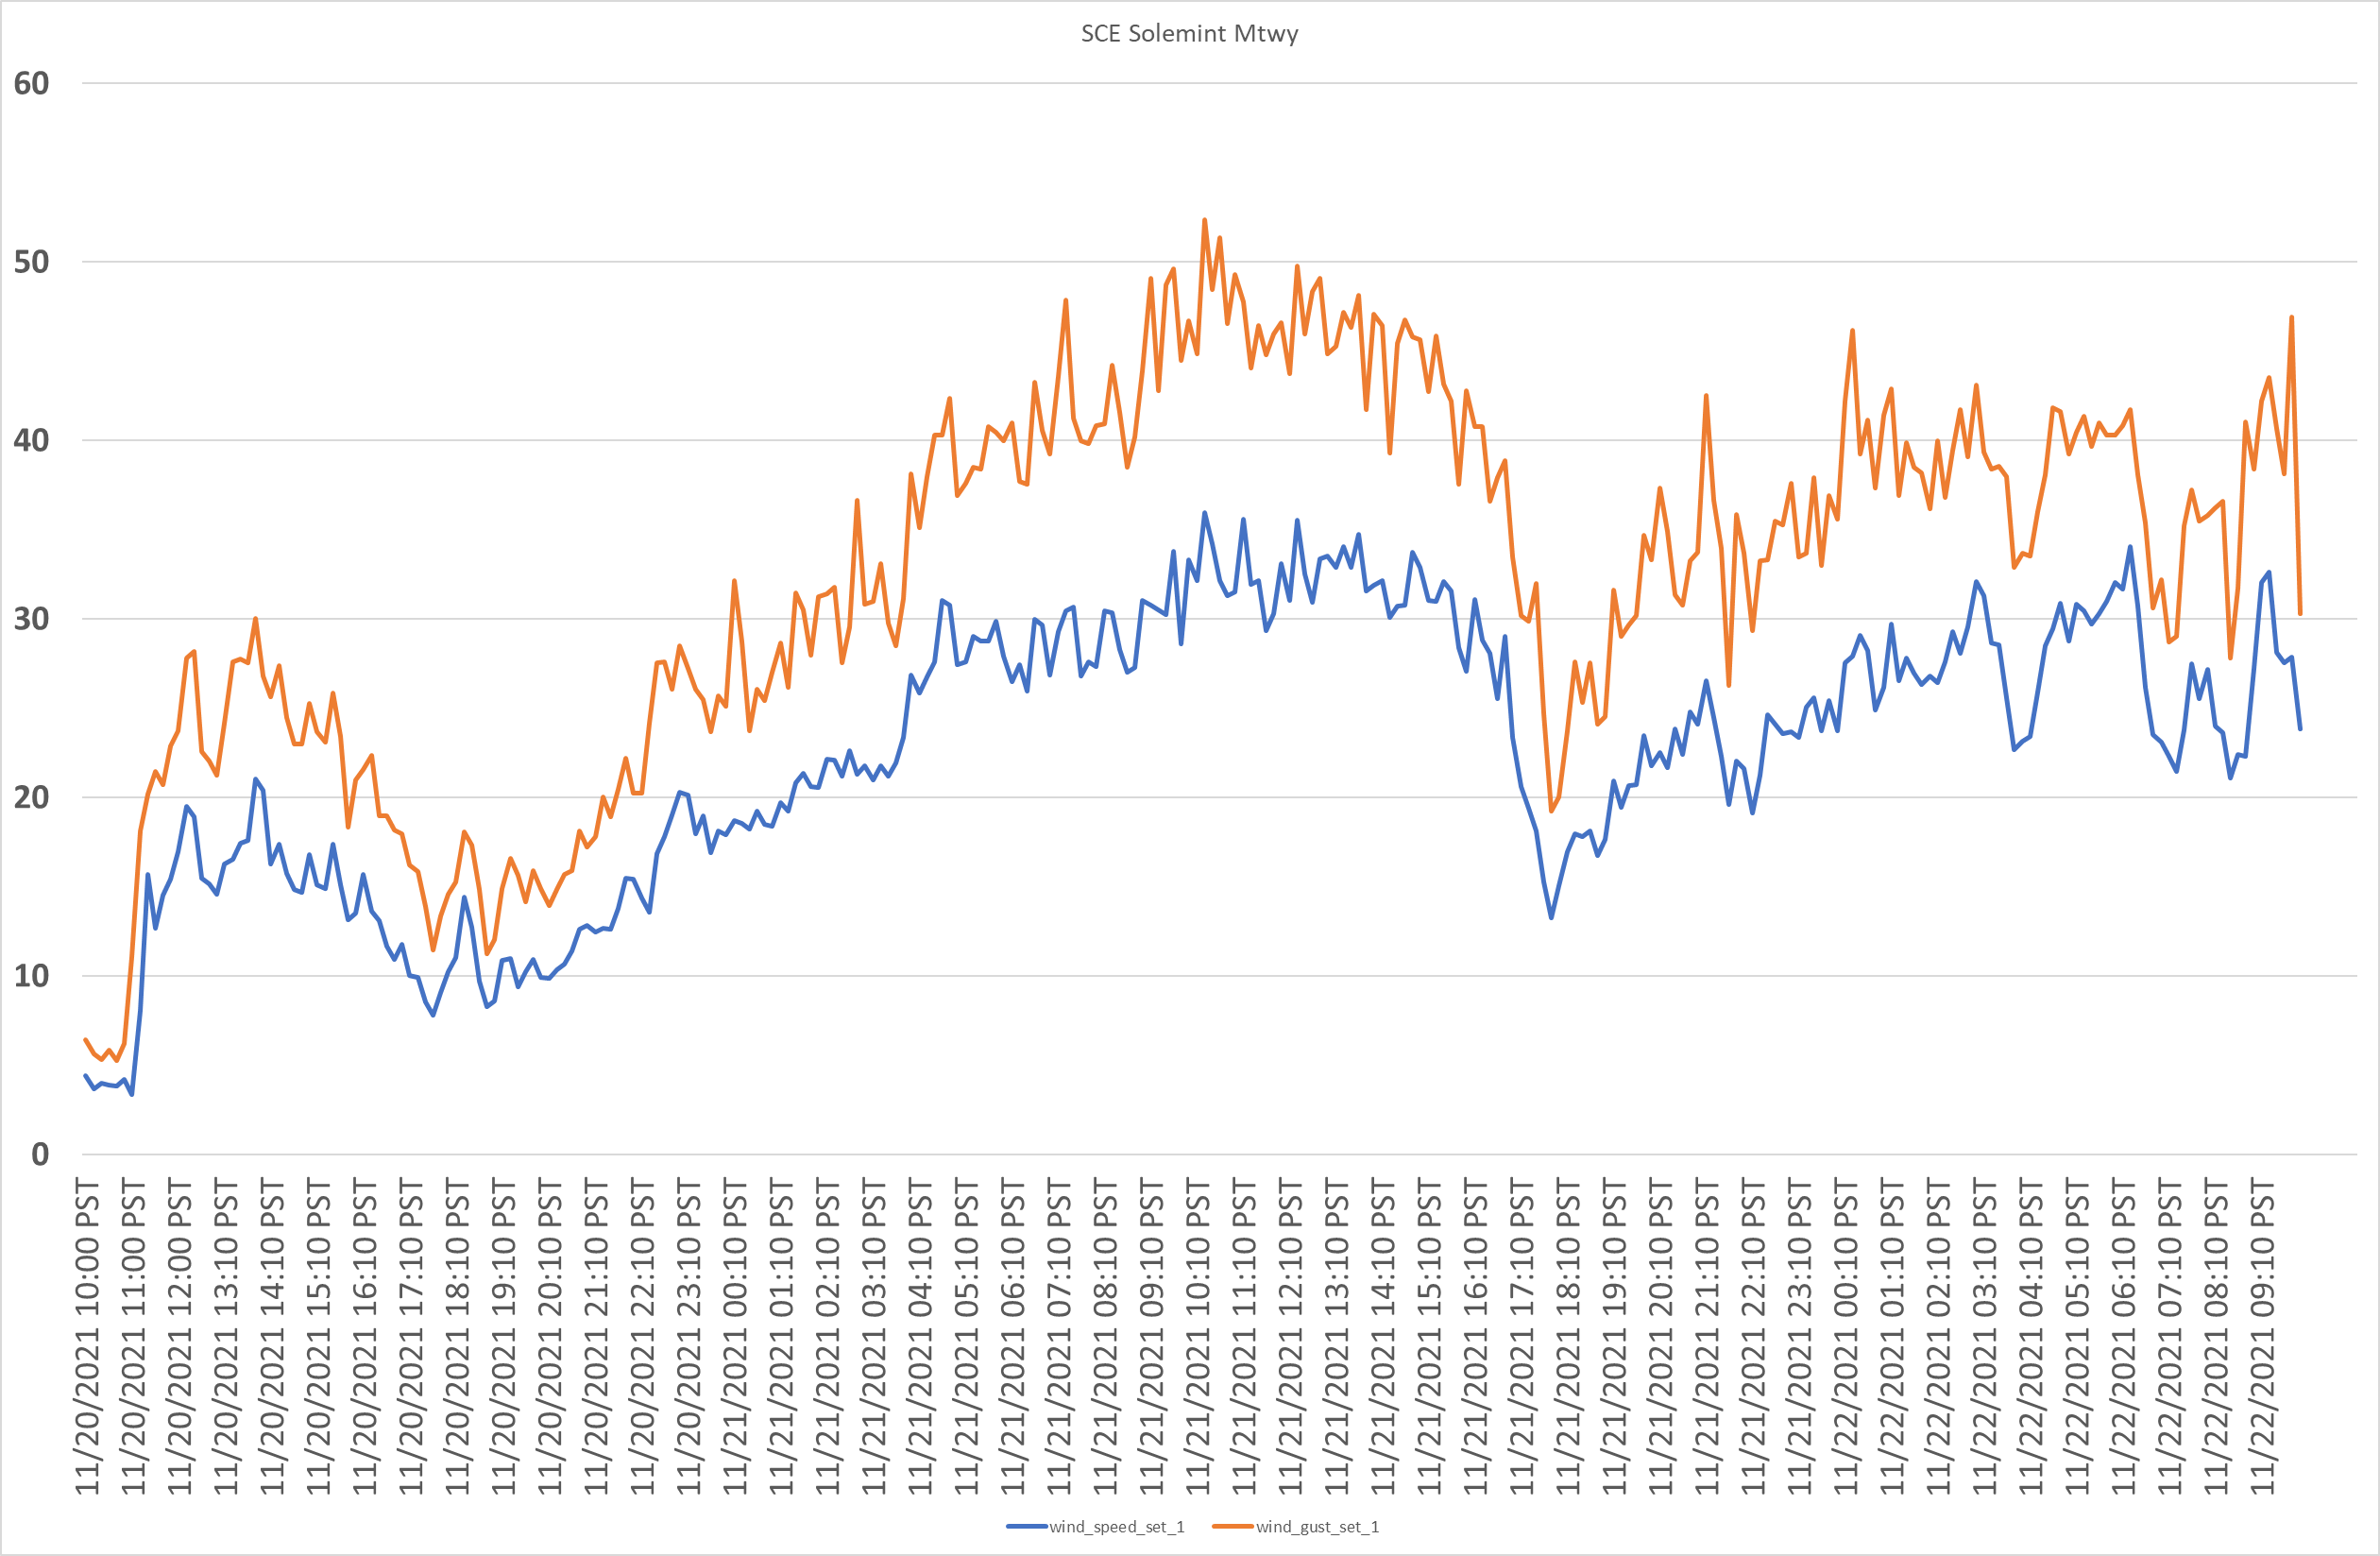 SCE Solemint Mtwy
60
50
40
30
20
10
0
11/20/2021 10:00 PST
11/20/2021 11:00 PST
11/20/2021 12:00 PST
11/20/2021 13:10 PST
11/20/2021 14:10 PST
11/20/2021 15:10 PST
11/20/2021 16:10 PST
11/20/2021 17:10 PST
11/20/2021 18:10 PST
11/20/2021 19:10 PST
11/20/2021 20:10 PST
11/20/2021 21:10 PST
11/20/2021 22:10 PST
11/20/2021 23:10 PST
11/21/2021 00:10 PST
11/21/2021 01:10 PST
11/21/2021 02:10 PST
11/21/2021 03:10 PST
11/21/2021 04:10 PST
11/21/2021 05:10 PST
11/21/2021 06:10 PST
11/21/2021 07:10 PST
11/21/2021 08:10 PST
11/21/2021 09:10 PST
11/21/2021 10:10 PST
11/21/2021 11:10 PST
11/21/2021 12:10 PST
11/21/2021 13:10 PST
11/21/2021 14:10 PST
11/21/2021 15:10 PST
11/21/2021 16:10 PST
11/21/2021 17:10 PST
11/21/2021 18:10 PST
11/21/2021 19:10 PST
11/21/2021 20:10 PST
11/21/2021 21:10 PST
11/21/2021 22:10 PST
11/21/2021 23:10 PST
11/22/2021 00:10 PST
11/22/2021 01:10 PST
11/22/2021 02:10 PST
11/22/2021 03:10 PST
11/22/2021 04:10 PST
11/22/2021 05:10 PST
11/22/2021 06:10 PST
11/22/2021 07:10 PST
11/22/2021 08:10 PST
11/22/2021 09:10 PST
wind_speed_set_1
wind_gust_set_1